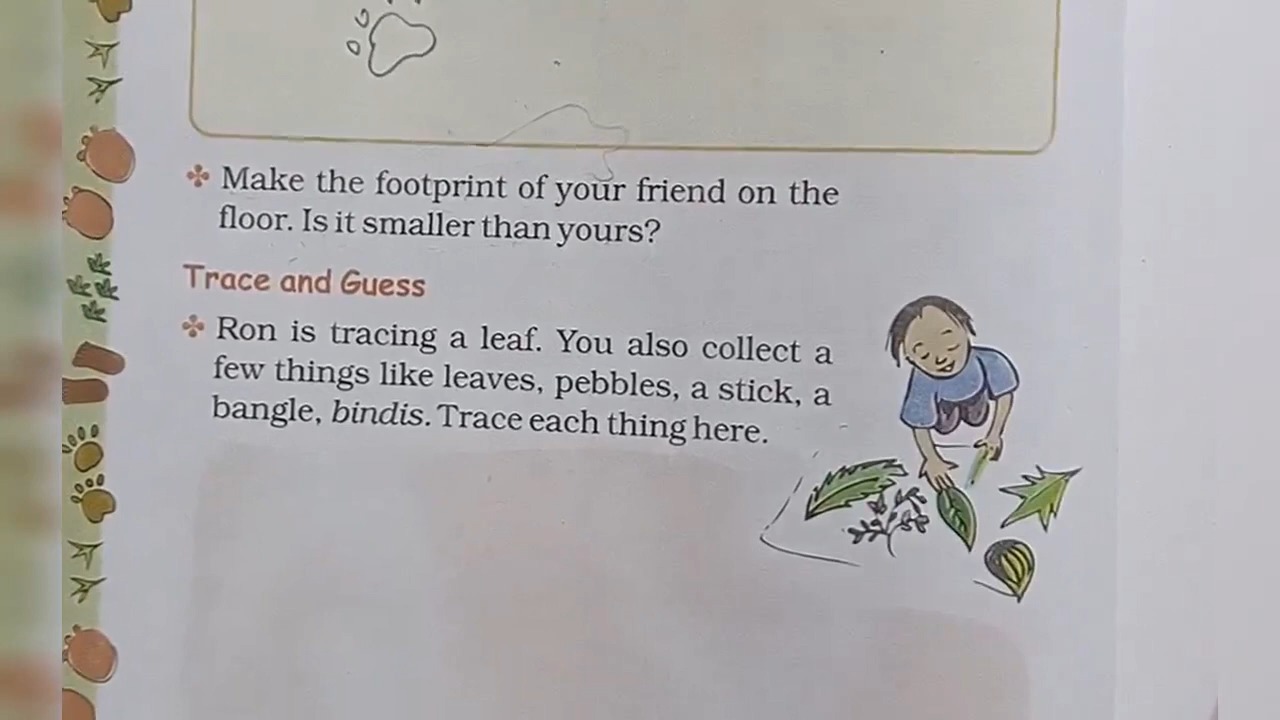 Make the footprint of your friend on the
floor. Is it smaller than yours?
Trace and Guess
Ron is tracing a leaf. You also collect a
few things like leaves, pebbles, a stick, a
bangle, bindis. Trace each thing here.